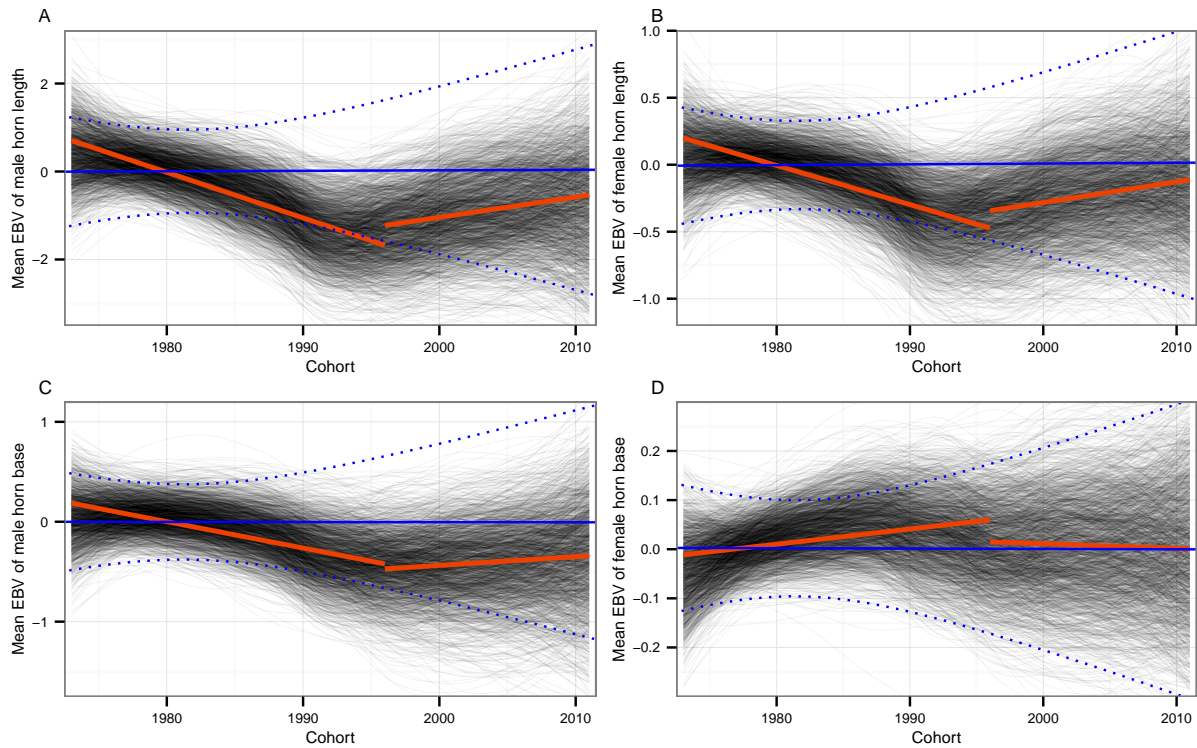 A
Mean EBV of male horn length
2
0
−2
1980
1990
2000
2010
Cohort
B
Mean EBV of female horn length
1.0
0.5
0.0
−0.5
−1.0
1980
1990
2000
2010
Cohort
C
Mean EBV of male horn base
1
0
−1
1980
1990
2000
2010
Cohort
D
Mean EBV of female horn base
0.2
0.1
0.0
−0.1
−0.2
1980
1990
2000
2010
Cohort